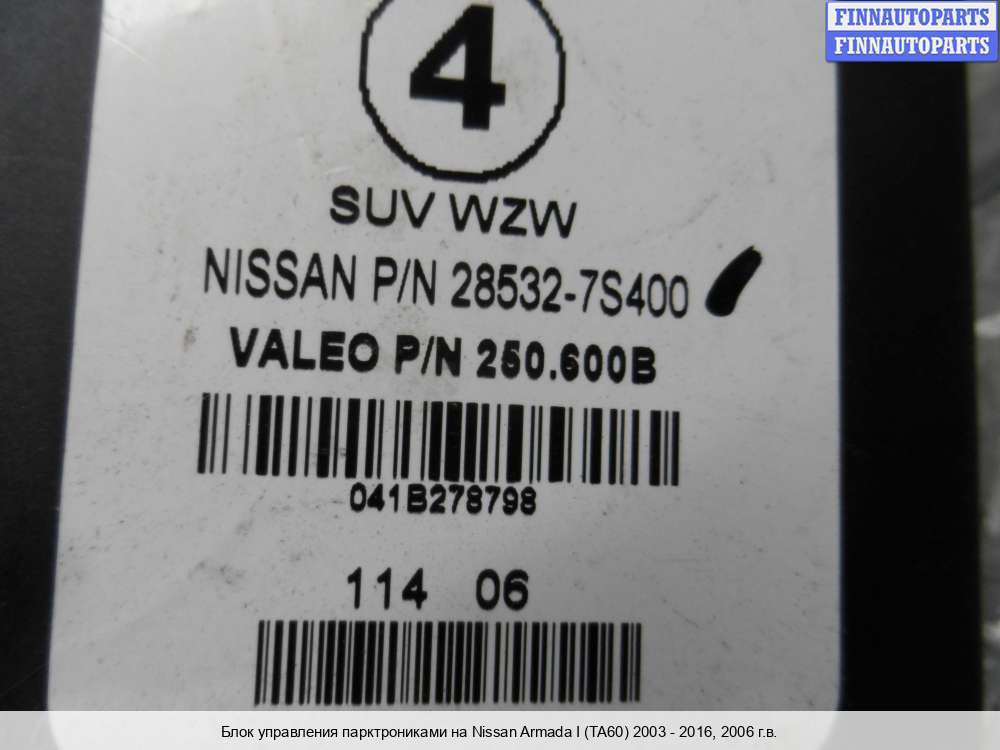 FINNAUTOPARTS
FINNAUTOPARTS
4
SUV WZW
NISSAN P/N 28532-7S400
VALEO P/N 250.600B
041B278798
114 06
Блок управления парктрониками на Nissan Armada I (TA60) 2003 - 2016, 2006 г.в.